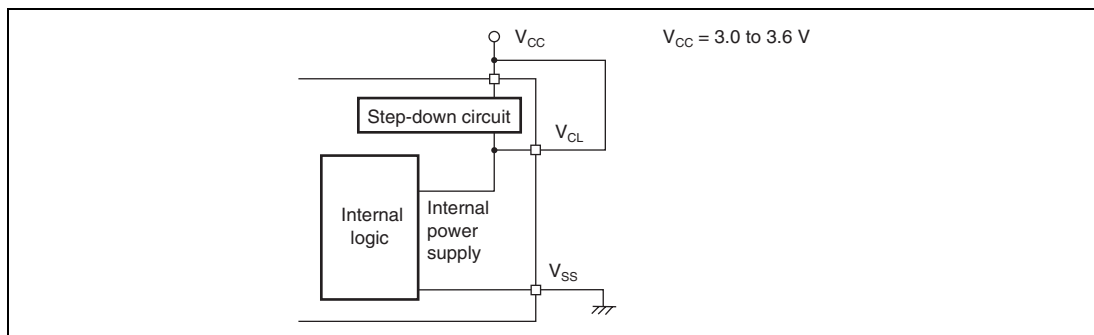 V_CC
V_CC = 3.0 to 3.6 V
Step-down circuit
V_CL
Internal
logic
Internal
power
supply
V_SS